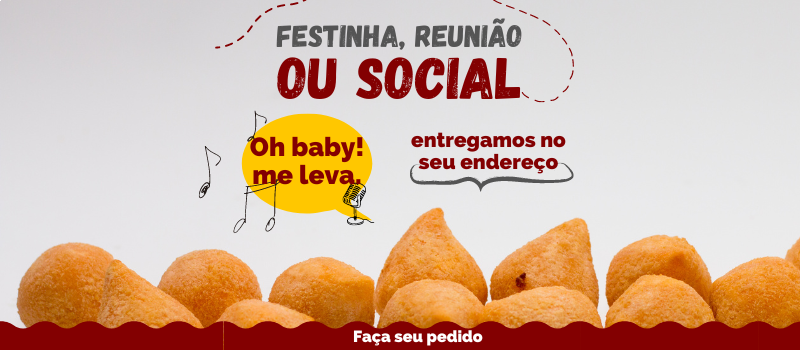 FESTINHA, REUNIÃO
OU SOCIAL
Oh baby!
me leva.
entregamos no
seu endereço
Faça seu pedido